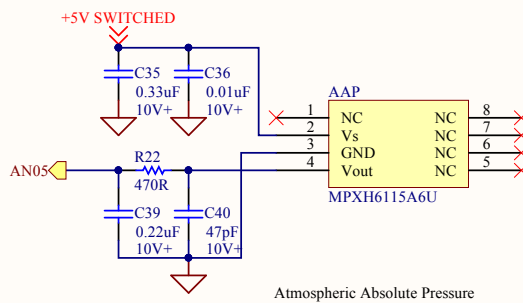 +5V SWITCHED
C35
0.33uF
10V+
C36
0.01uF
10V+
AAP
1 NC NC 8
2 Vs NC 7
3 GND NC 6
4 Vout NC 5
MPXH6115A6U
AN05
R22
470R
C39
0.22uF
10V+
C40
47pF
10V+
Atmospheric Absolute Pressure